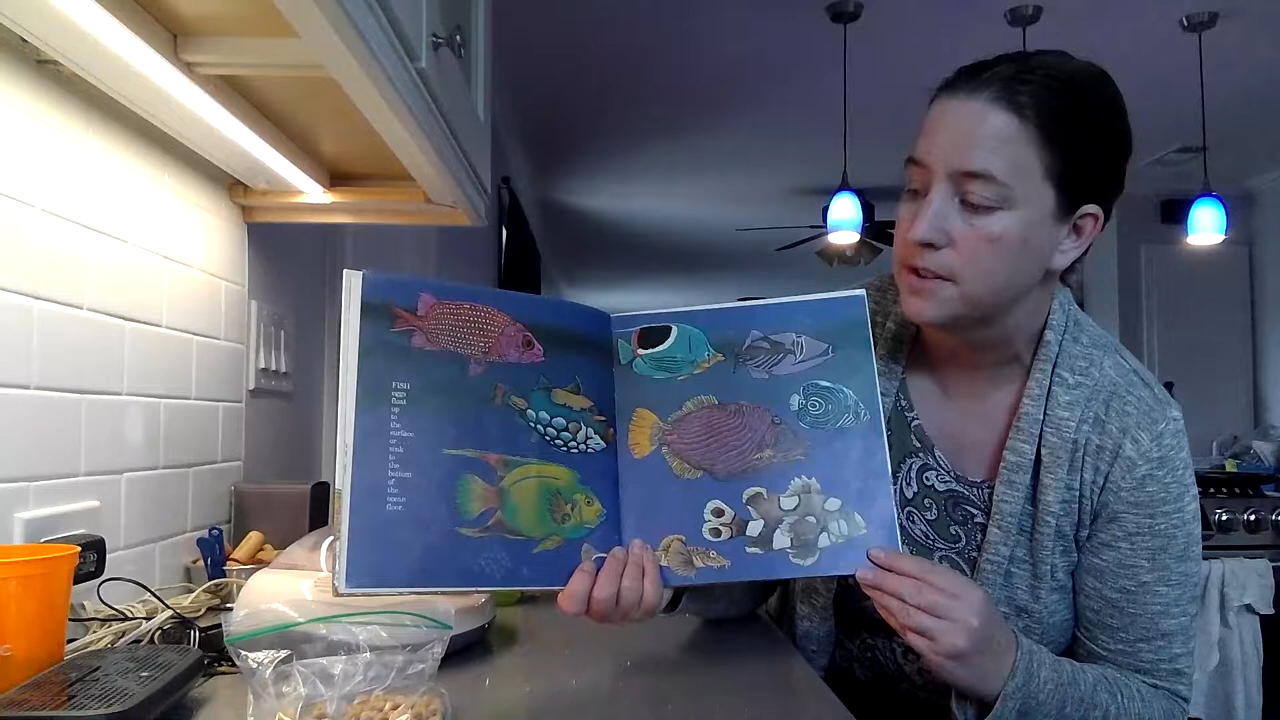 FISH
eggs
float
up
to
the
surface
or
sink
to
the
bottom
of
the
ocean
floor.